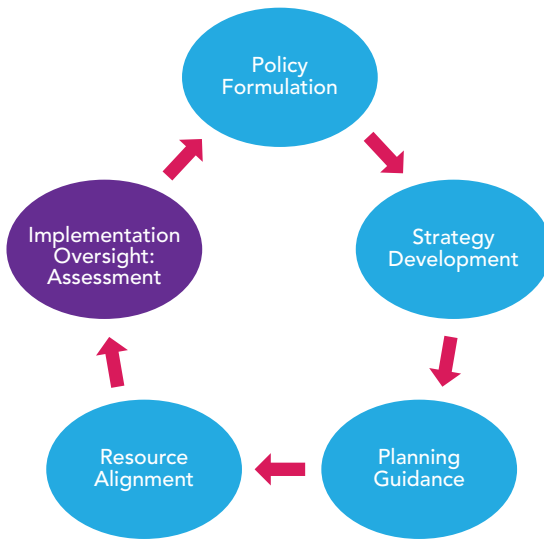 Policy
Formulation
Strategy
Development
Planning
Guidance
Resource
Alignment
Implementation
Oversight:
Assessment